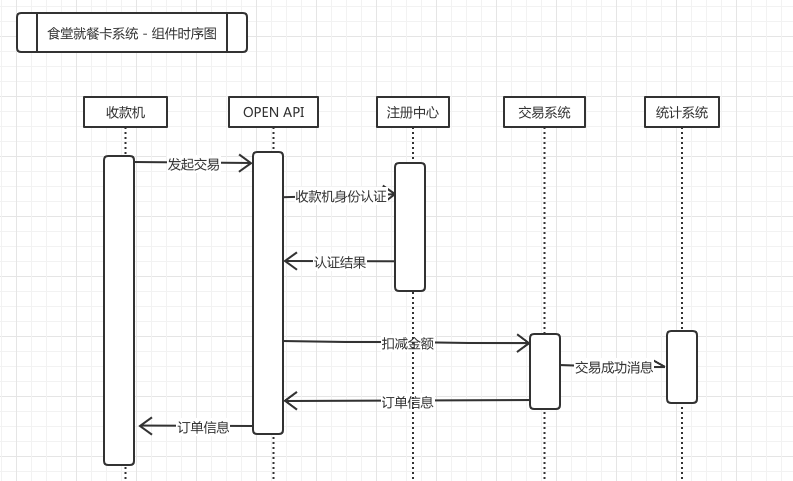 食堂就餐卡系统 - 组件时序图
收款机
OPEN API
注册中心
交易系统
统计系统
发起交易
收款机身份认证
认证结果
扣减金额
交易成功消息
订单信息
订单信息